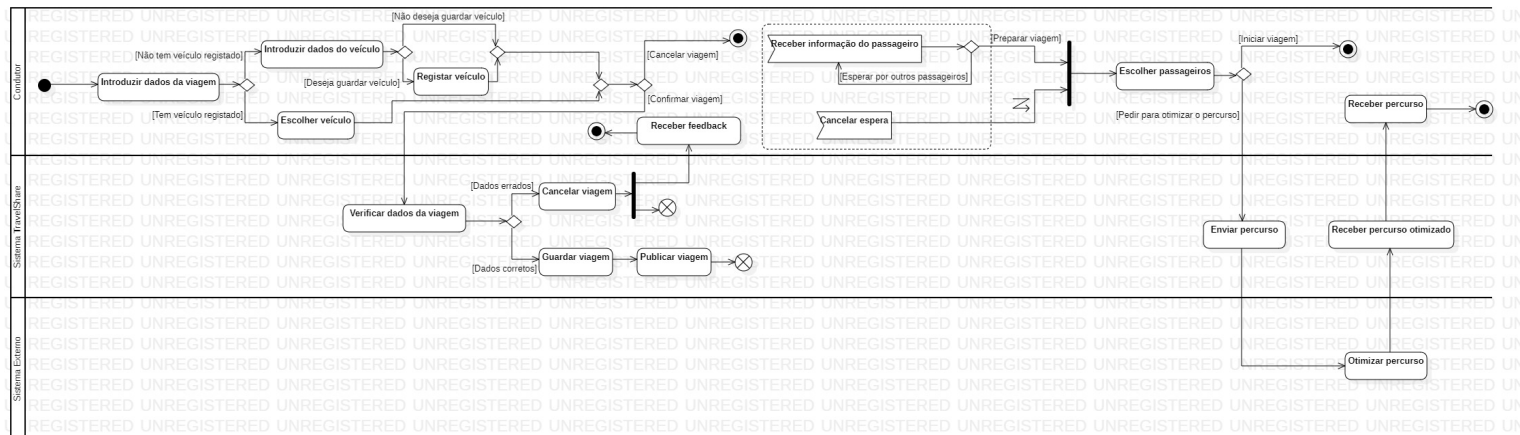 Condutor
[Não deseja guardar veículo]
Introduzir dados do veículo
[Não tem veículo registado]
[Deseja guardar veículo]
Registar veículo
Introduzir dados da viagem
[Tem veículo registado]
Escolher veículo
[Cancelar viagem]
[Confirmar viagem]
Receber feedback
Receber informação do passageiro
[Preparar viagem]
[Esperar por outros passageiros]
Cancelar espera
Escolher passageiros
[Iniciar viagem]
[Pedir para otimizar o percurso]
Receber percurso
Sistema TravelShare
Verificar dados da viagem
[Dados errados]
Cancelar viagem
[Dados corretos]
Guardar viagem
Publicar viagem
Enviar percurso
Receber percurso otimizado
Sistema Externo
Otimizar percurso
UNREGISTERED